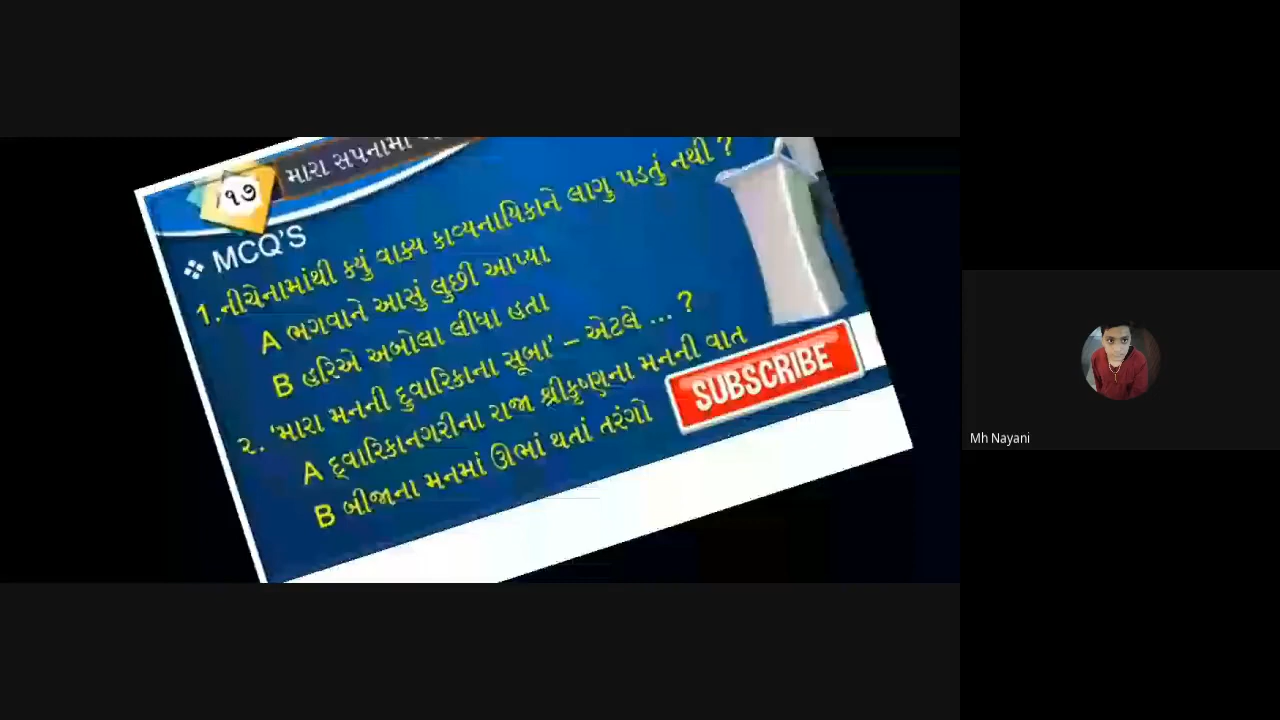 ૧૭
મારા સપનામાં
❖ MCQ'S
1.નીચેનામાંથી કયું વાક્ય કાવ્યનાયિકાને લાગુ પડતું નથી ?
A ભગવાને આસું લુછી આપ્યા
B હરિએ અબોલા લીધા હતા
૨. 'મારા મનની દુવારિકાના સૂબા' – એટલે ... ?
A દ્વારિકાનગરીના રાજા શ્રીકૃષ્ણના મનની વાત
B બીજાના મનમાં ઊભાં થતાં તરંગો
SUBSCRIBE
Mh Nayani